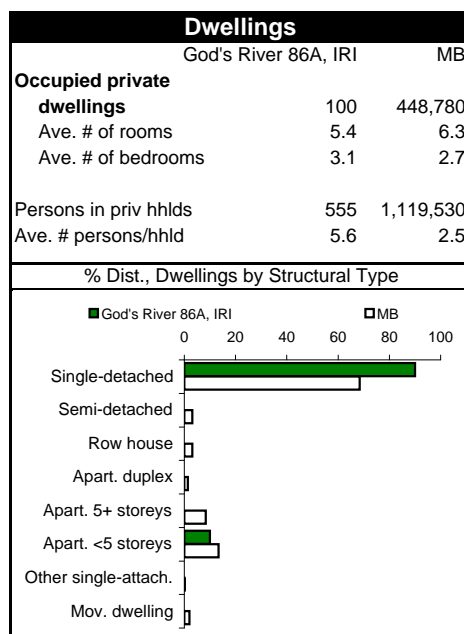 Dwellings
God's River 86A, IRI MB
Occupied private
dwellings 100 448,780
Ave. # of rooms 5.4 6.3
Ave. # of bedrooms 3.1 2.7
Persons in priv hhlds 555 1,119,530
Ave. # persons/hhld 5.6 2.5
% Dist., Dwellings by Structural Type
God's River 86A, IRI MB
0 20 40 60 80 100
Single-detached
Semi-detached
Row house
Apart. duplex
Apart. 5+ storeys
Apart. <5 storeys
Other single-attach.
Mov. dwelling